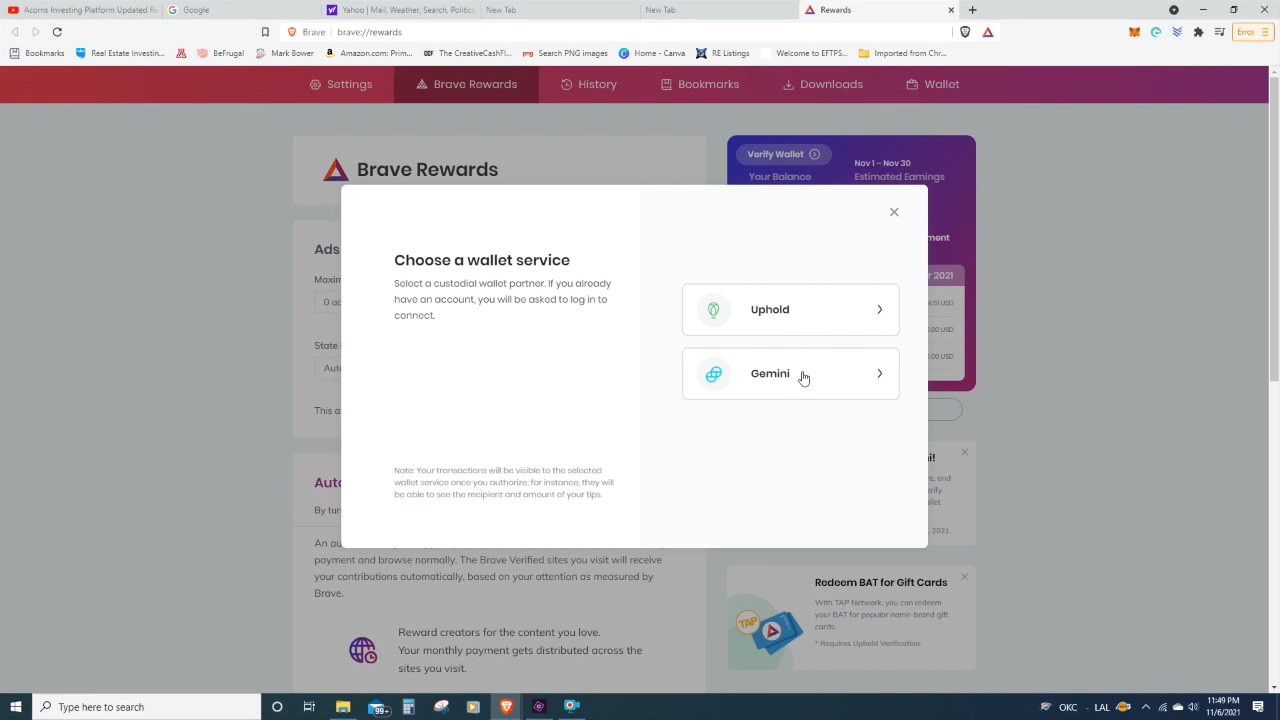 Acorns Investing Platform Updated Re
Google
Yahoo | Mail, Weather, Search, Politics
New Tab
New Tab
Rewards
Brave brave://rewards
Error
Bookmarks
Real Estate Investin...
BeFrugal
Mark Bower
Amazon.com: Prim...
The CreativeCashFl...
Search PNG images
Home - Canva
RE Listings
Welcome to EFTPS...
Imported from Chr...
Settings
Brave Rewards
History
Bookmarks
Downloads
Wallet
Brave Rewards
Verify Wallet
Nov 1 – Nov 30
Your Balance
Estimated Earnings
Choose a wallet service
Select a custodial wallet partner. If you already
have an account, you will be asked to log in to
connect.
Uphold
Gemini
Note: Your transactions will be visible to the selected
wallet service once you authorize; for instance, they will
be able to see the recipient and amount of your tips.
Ads
By tur
payment and browse normally. The Brave Verified sites you visit will receive
your contributions automatically, based on your attention as measured by
Brave.
Reward creators for the content you love.
Your monthly payment gets distributed across the
sites you visit.
, 2021
Redeem BAT for Gift Cards
With TAP Network, you can redeem
your BAT for popular name-brand gift
cards.
* Requires Uphold Verification.
TAP
Type here to search
99+
OKC - LAL
11:49 PM
11/6/2021